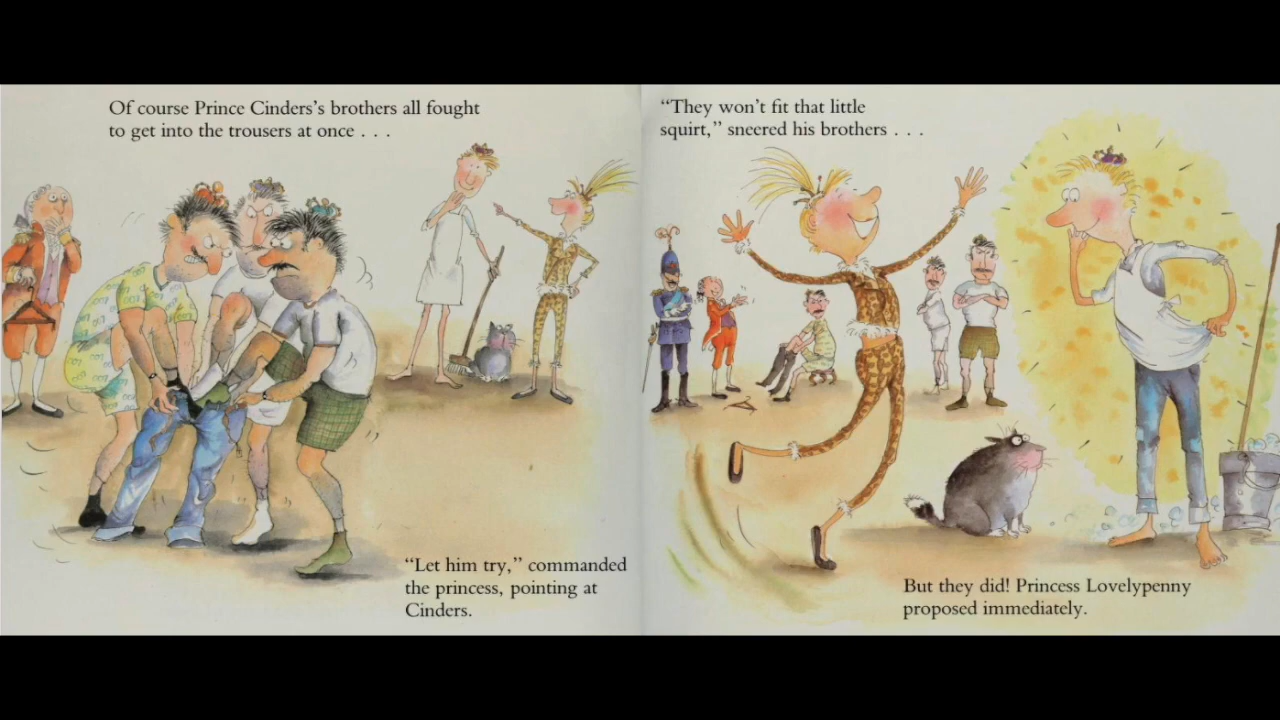 Of course Prince Cinders's brothers all fought
to get into the trousers at once . . .
"Let him try," commanded
the princess, pointing at
Cinders.
"They won't fit that little
squirt," sneered his brothers . . .
But they did! Princess Lovelypenny
proposed immediately.